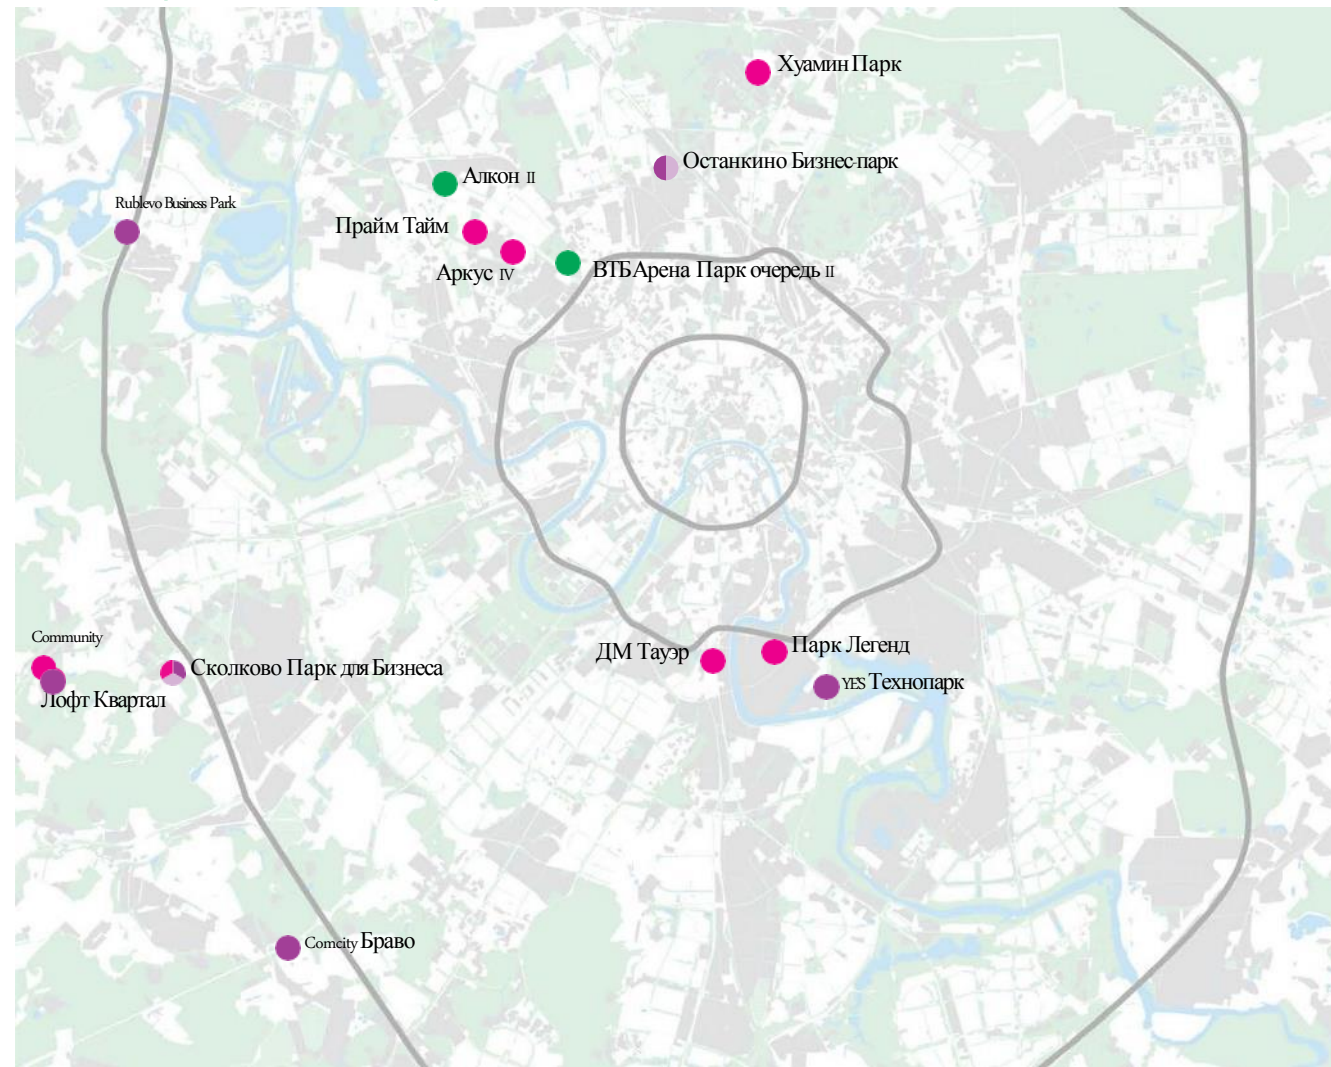 Хуамин Парк
Останкино Бизнес-парк
Алкон II
Rublevo Business Park
Прайм Тайм
Аркус IV
ВТБ Арена Парк очередь II
Community
ДМ Тауэр
Парк Легенд
Сколково Парк для Бизнеса
YES Технопарк
Лофт Квартал
Comcity Браво